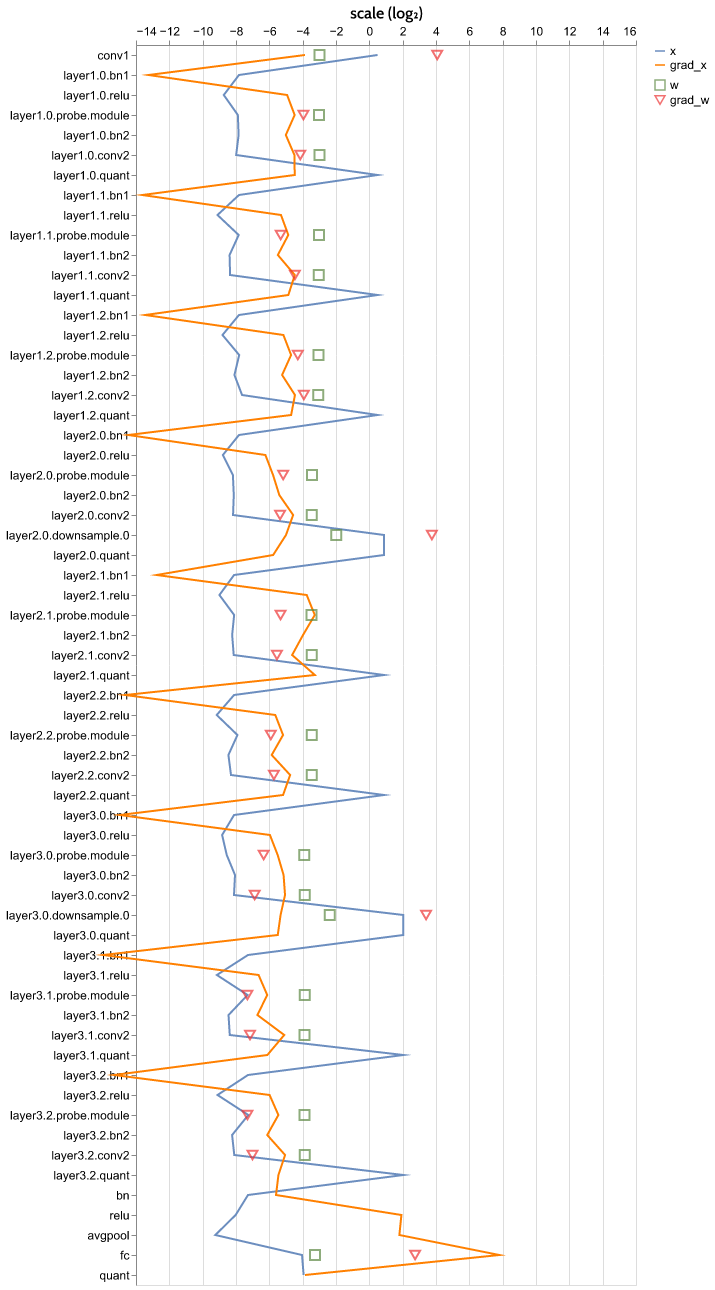 scale (log₂)
−14 −12 −10 −8 −6 −4 −2 0 2 4 6 8 10 12 14 16
x
grad_x
w
grad_w
conv1
layer1.0.bn1
layer1.0.relu
layer1.0.probe.module
layer1.0.bn2
layer1.0.conv2
layer1.0.quant
layer1.1.bn1
layer1.1.relu
layer1.1.probe.module
layer1.1.bn2
layer1.1.conv2
layer1.1.quant
layer1.2.bn1
layer1.2.relu
layer1.2.probe.module
layer1.2.bn2
layer1.2.conv2
layer1.2.quant
layer2.0.bn1
layer2.0.relu
layer2.0.probe.module
layer2.0.bn2
layer2.0.conv2
layer2.0.downsample.0
layer2.0.quant
layer2.1.bn1
layer2.1.relu
layer2.1.probe.module
layer2.1.bn2
layer2.1.conv2
layer2.1.quant
layer2.2.bn1
layer2.2.relu
layer2.2.probe.module
layer2.2.bn2
layer2.2.conv2
layer2.2.quant
layer3.0.bn1
layer3.0.relu
layer3.0.probe.module
layer3.0.bn2
layer3.0.conv2
layer3.0.downsample.0
layer3.0.quant
layer3.1.bn1
layer3.1.relu
layer3.1.probe.module
layer3.1.bn2
layer3.1.conv2
layer3.1.quant
layer3.2.bn1
layer3.2.relu
layer3.2.probe.module
layer3.2.bn2
layer3.2.conv2
layer3.2.quant
bn
relu
avgpool
fc
quant